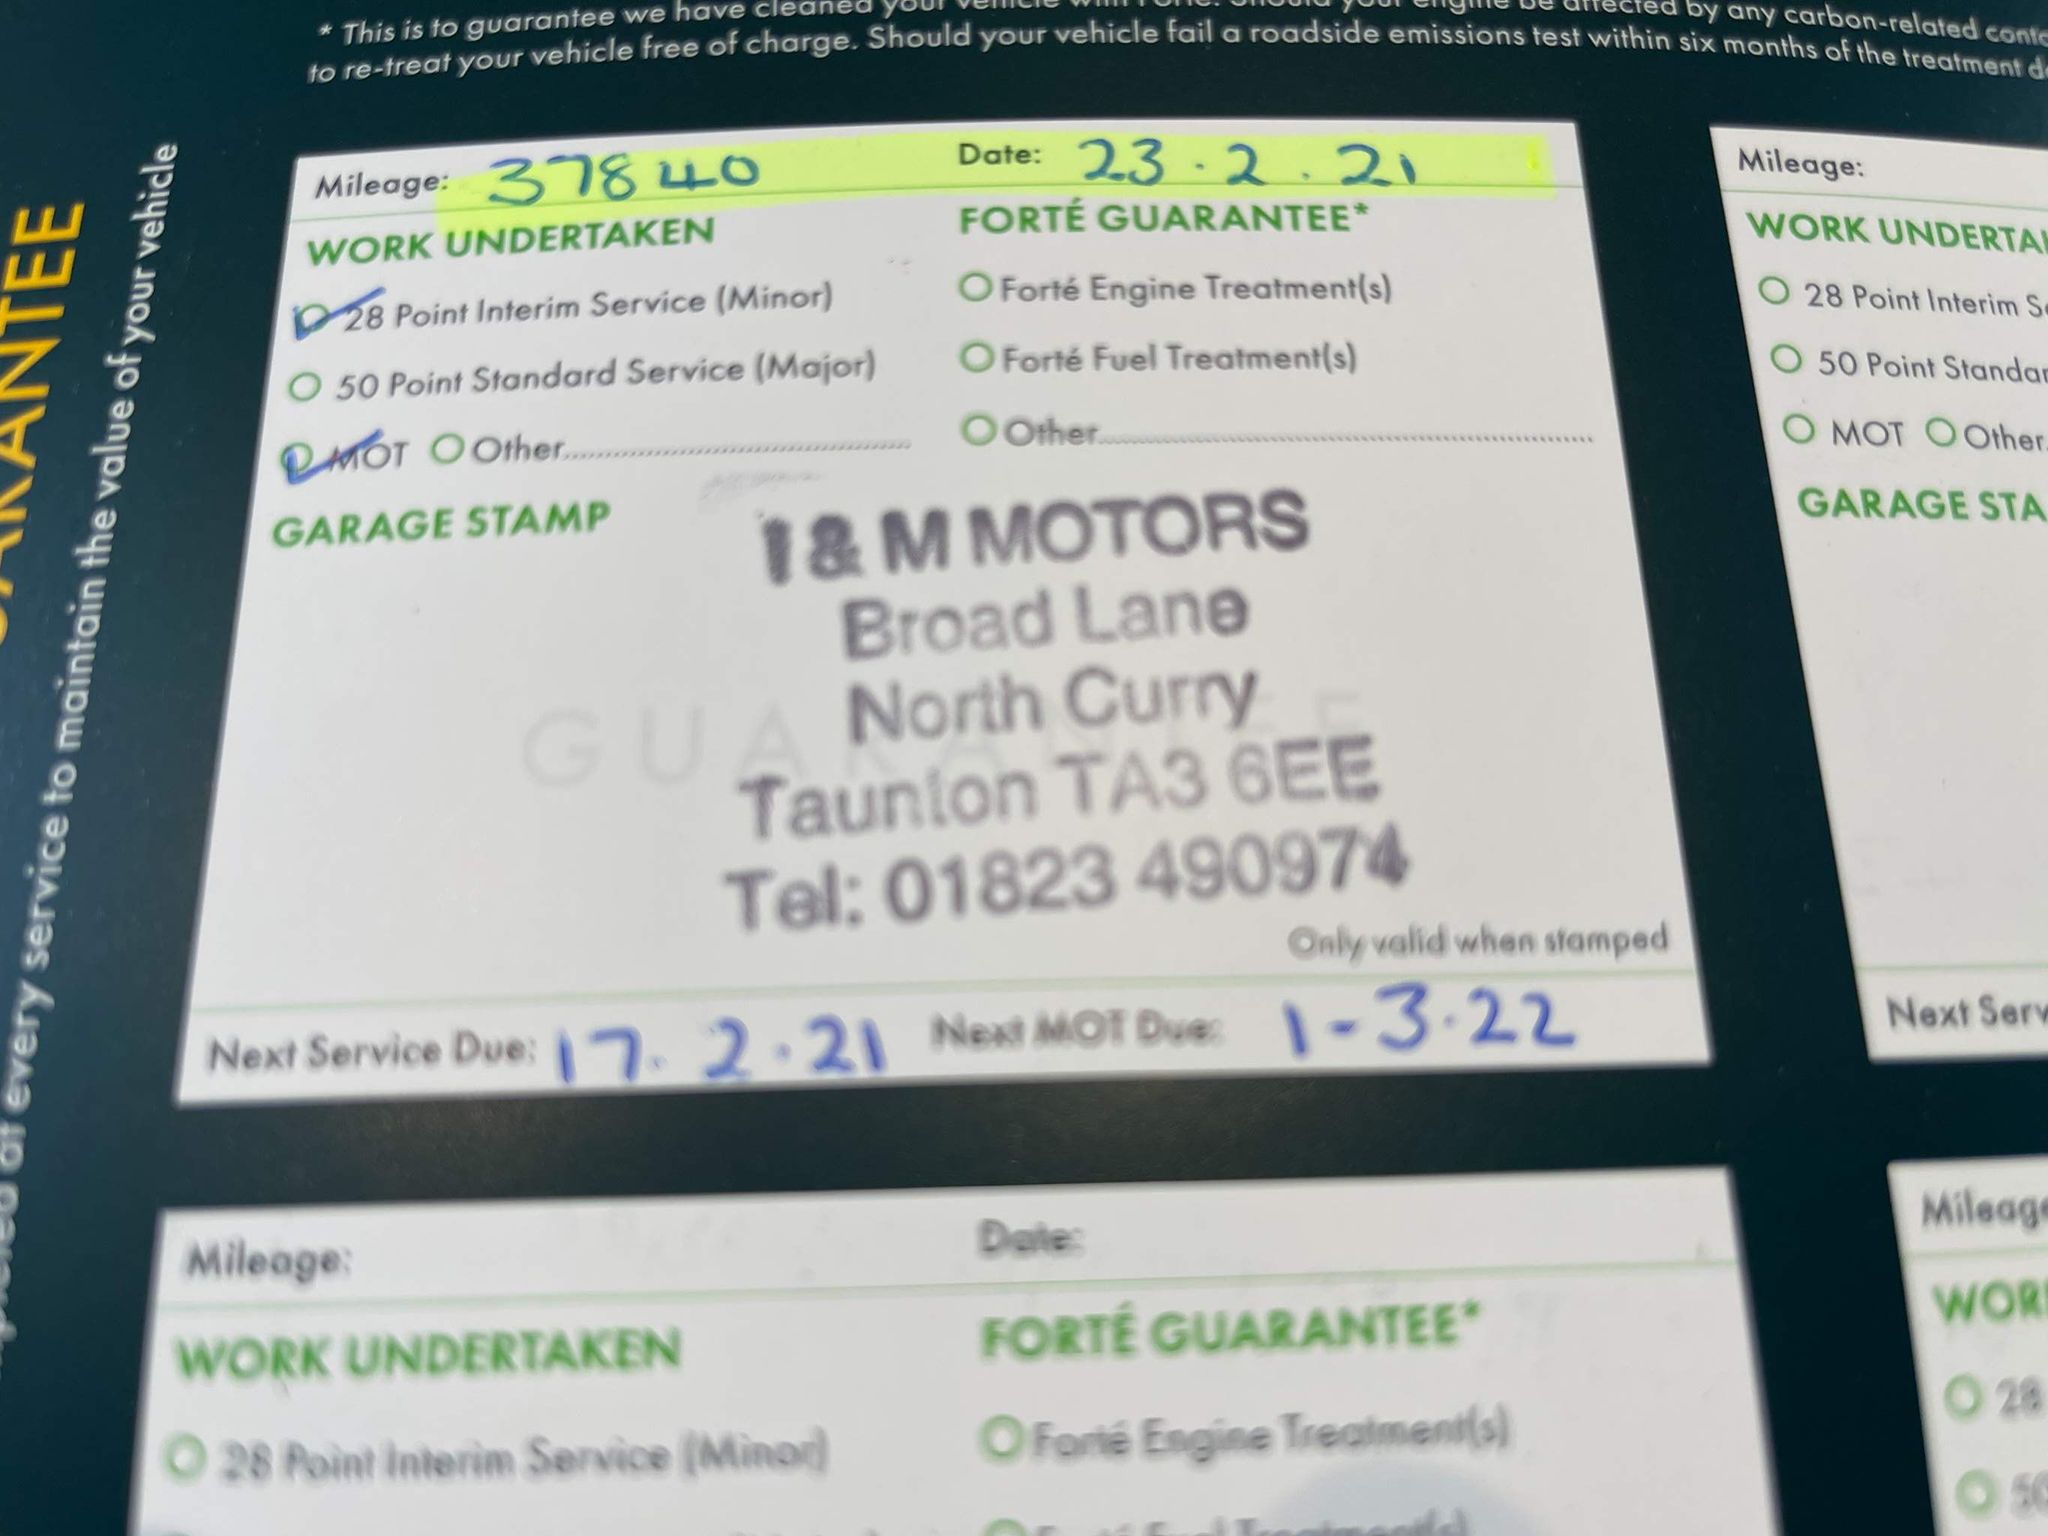 * This is to guarantee we have cleaned your vehicle with Forté. Should your engine be affected by any carbon-related
to re-treat your vehicle free of charge. Should your vehicle fail a roadside emissions test within six months of the treatment
at every service to maintain the value of your vehicle
Mileage: 37840 Date: 23.2.21
WORK UNDERTAKEN FORTÉ GUARANTEE*
28 Point Interim Service (Minor) Forté Engine Treatment(s)
50 Point Standard Service (Major) Forté Fuel Treatment(s)
MOT Other Other
GARAGE STAMP
GUARANTEE
I & M MOTORS
Broad Lane
North Curry
Taunton TA3 6EE
Tel: 01823 490974
Only valid when stamped
Next Service Due: 17.2.21 Next MOT Due: 1-3.22
Mileage:
WORK UNDERTA
28 Point Interim S
50 Point Standar
MOT Other
GARAGE STA
Next Serv
Mileage: Date:
WORK UNDERTAKEN FORTÉ GUARANTEE*
28 Point Interim Service (Minor) Forté Engine Treatment(s)
Forté Fuel Treatment(s)
Mileage
WOR
28
50